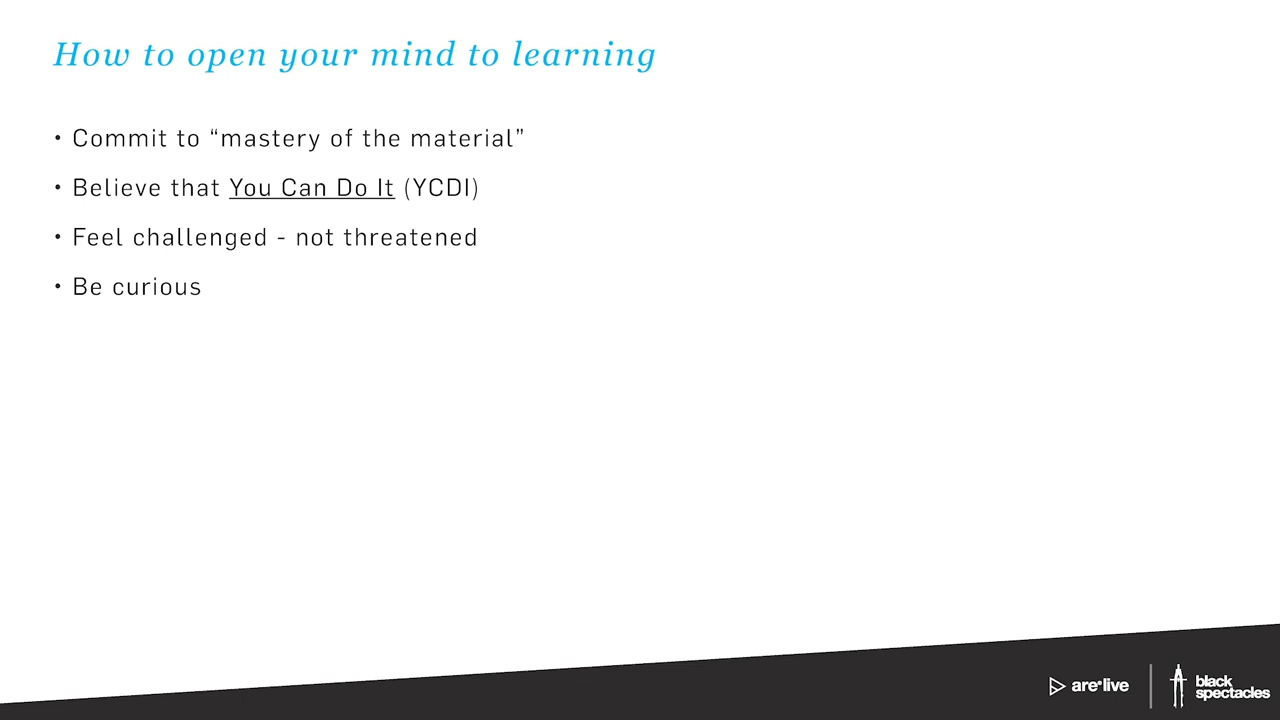 How to open your mind to learning
• Commit to “mastery of the material”
• Believe that You Can Do It (YCDI)
• Feel challenged - not threatened
• Be curious
are•live
black
spectacles